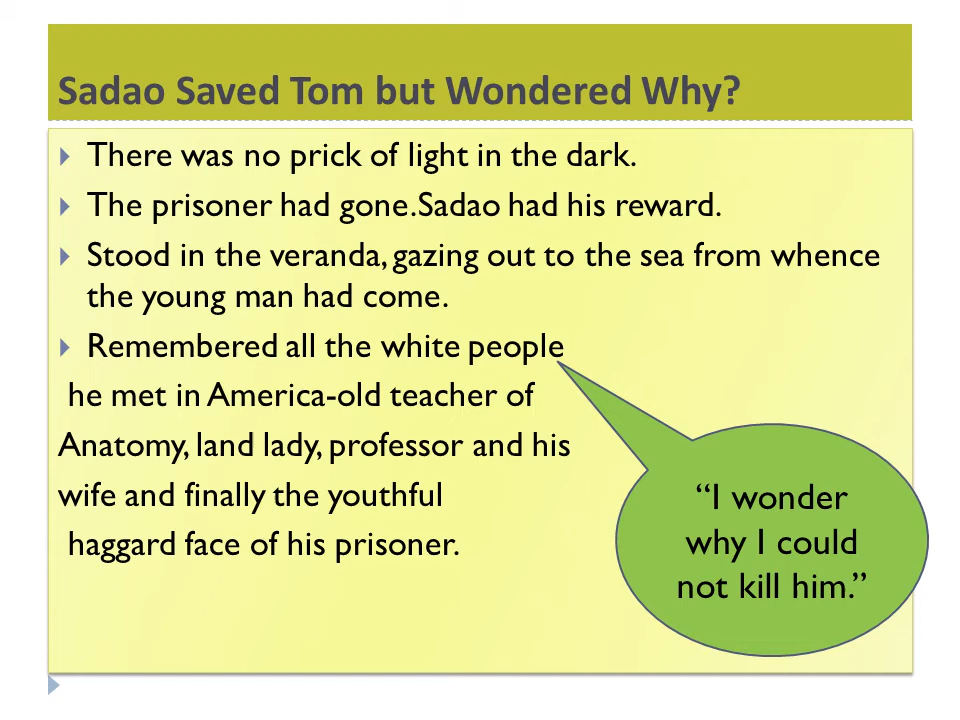 Sadao Saved Tom but Wondered Why?
There was no prick of light in the dark.
The prisoner had gone.Sadao had his reward.
Stood in the veranda, gazing out to the sea from whence
the young man had come.
Remembered all the white people
he met in America-old teacher of
Anatomy, land lady, professor and his
wife and finally the youthful
haggard face of his prisoner.
“I wonder
why I could
not kill him.”